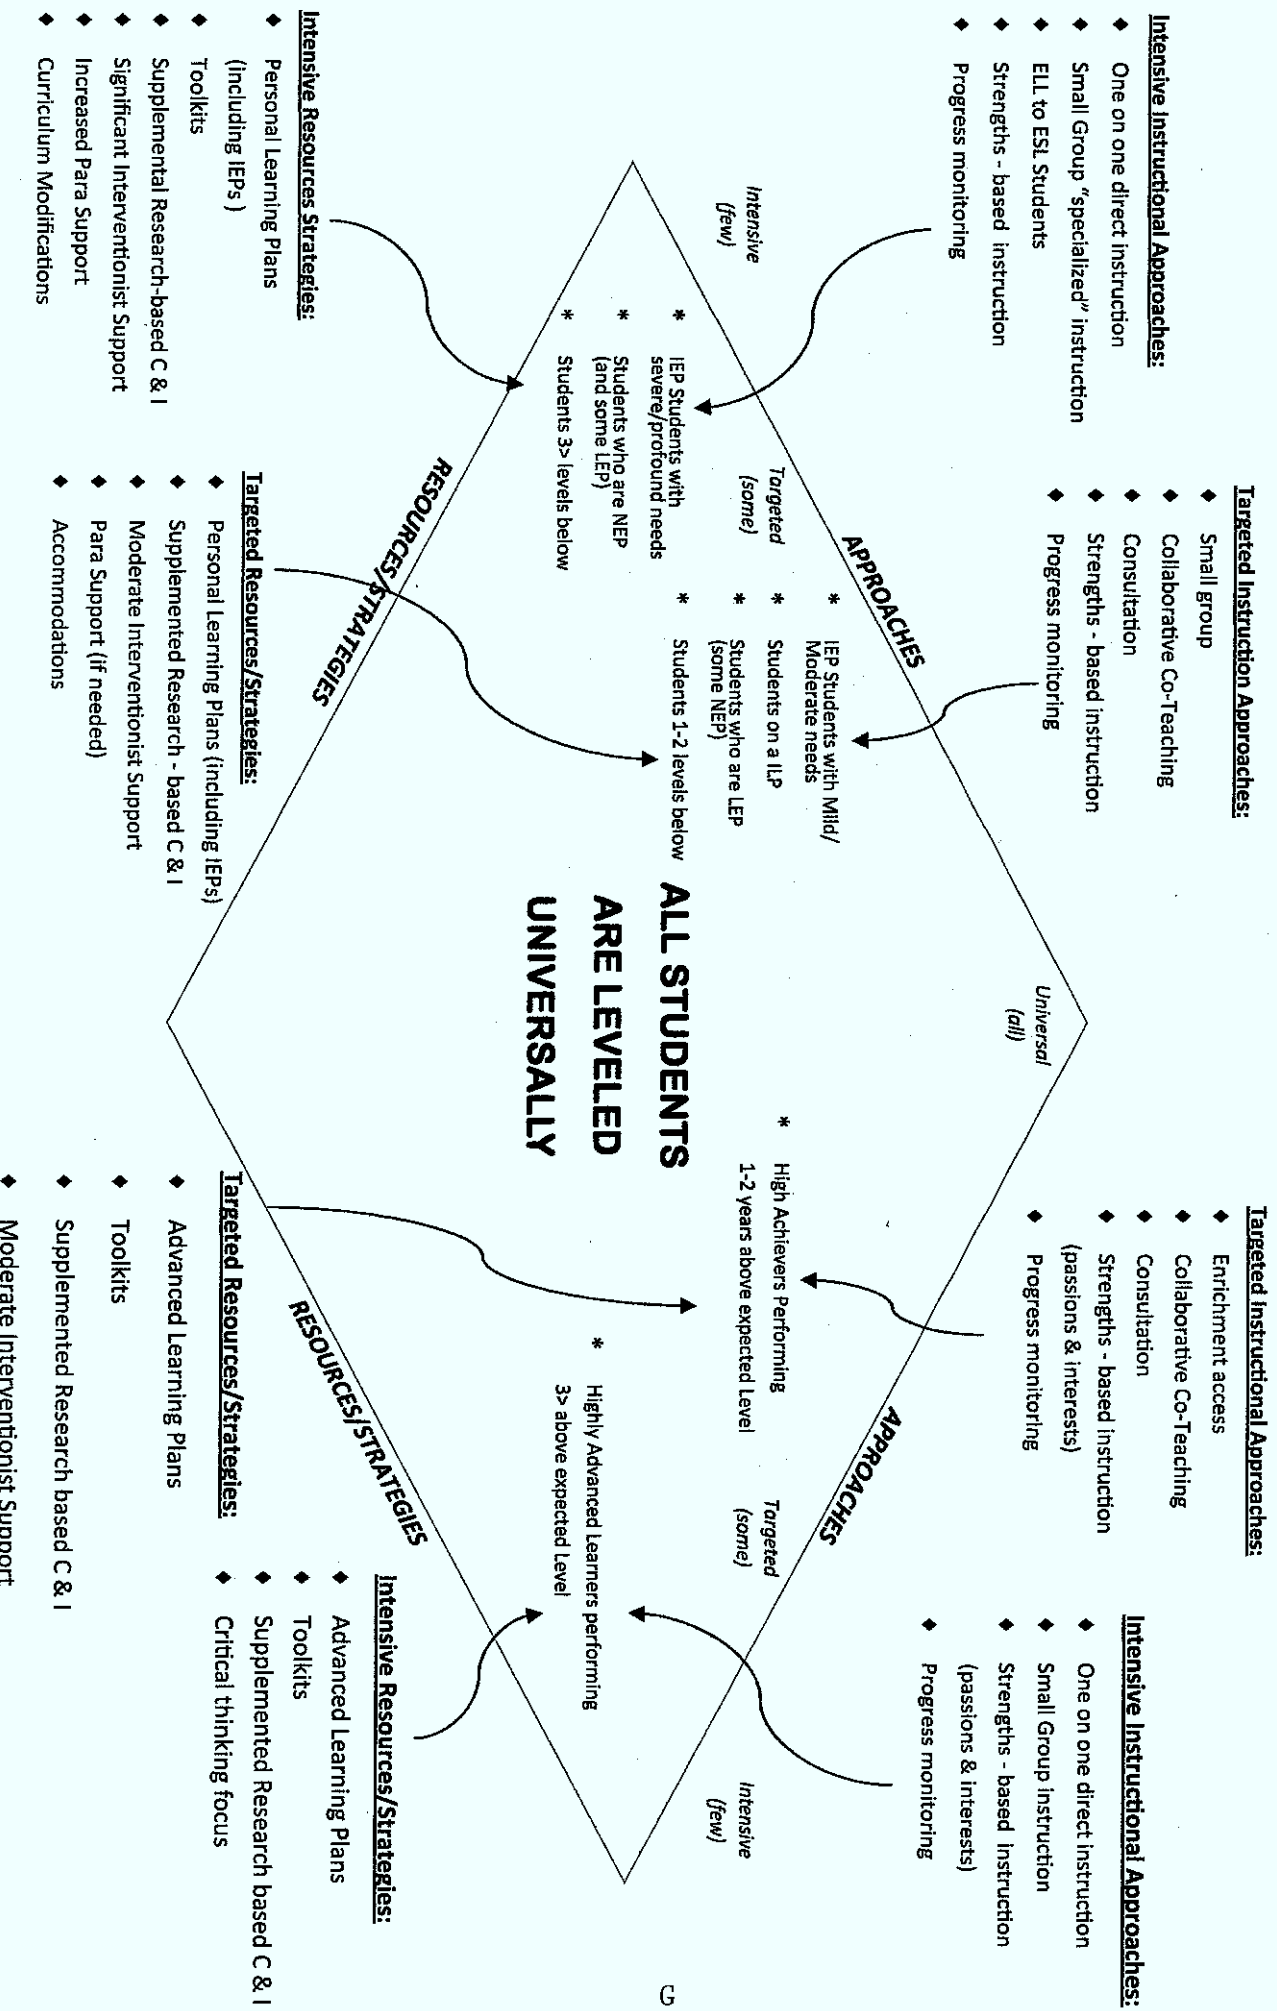 Intensive Instructional Approaches:
♦ One on one direct instruction
♦ Small Group "specialized" instruction
♦ ELL to ESL Students
♦ Strengths - based instruction
♦ Progress monitoring
Targeted Instruction Approaches:
♦ Small group
♦ Collaborative Co-Teaching
♦ Consultation
♦ Strengths - based instruction
♦ Progress monitoring
Targeted Instructional Approaches:
♦ Enrichment access
♦ Collaborative Co-Teaching
♦ Consultation
♦ Strengths - based instruction
(passions & interests)
♦ Progress monitoring
Intensive Instructional Approaches:
♦ One on one direct instruction
♦ Small Group instruction
♦ Strengths - based instruction
(passions & interests)
♦ Progress monitoring
Intensive
(few)
Targeted
(some)
APPROACHES
Universal
(all)
APPROACHES
Targeted
(some)
Intensive
(few)
* IEP Students with
severe/profound needs
* Students who are NEP
(and some LEP)
* Students 3> levels below
* IEP Students with Mild/
Moderate needs
* Students on a ILP
* Students who are LEP
(some NEP)
* Students 1-2 levels below
ALL STUDENTS
ARE LEVELED
UNIVERSALLY
* High Achievers Performing
1-2 years above expected Level
* Highly Advanced Learners performing
3> above expected Level
RESOURCES/STRATEGIES
RESOURCES/STRATEGIES
Intensive Resources Strategies:
♦ Personal Learning Plans
(including IEPs )
♦ Toolkits
♦ Supplemental Research-based C & I
♦ Significant Interventionist Support
♦ Increased Para Support
♦ Curriculum Modifications
Targeted Resources/Strategies:
♦ Personal Learning Plans (including IEPs)
♦ Supplemented Research - based C & I
♦ Moderate Interventionist Support
♦ Para Support (if needed)
♦ Accommodations
Targeted Resources/Strategies:
♦ Advanced Learning Plans
♦ Toolkits
♦ Supplemented Research based C & I
♦ Moderate Interventionist Support
Intensive Resources/Strategies:
♦ Advanced Learning Plans
♦ Toolkits
♦ Supplemented Research based C & I
♦ Critical thinking focus
G